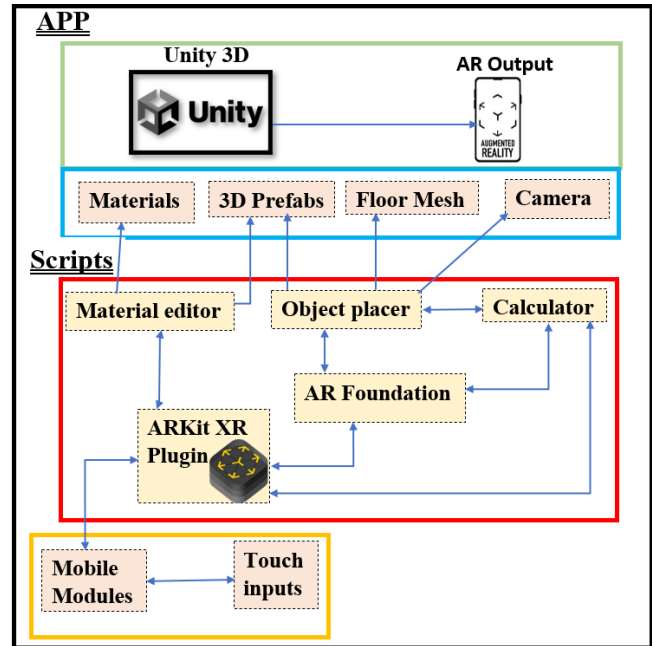 APP
Unity 3D
AR Output
Unity
AUGMENTED
REALITY
Materials
3D Prefabs
Floor Mesh
Camera
Scripts
Material editor
Object placer
Calculator
AR Foundation
ARKit XR
Plugin
Mobile
Modules
Touch
inputs